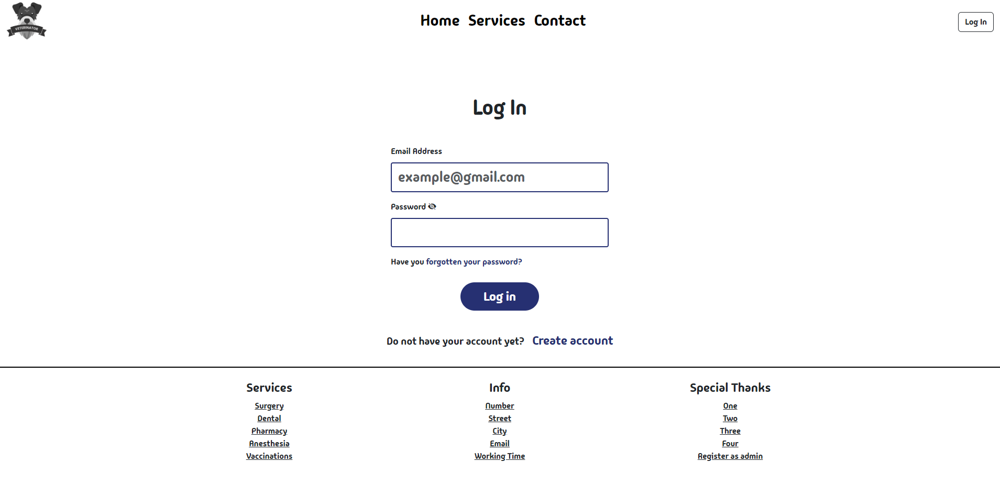 VETERINATOR
Home Services Contact
Log In
Log In
Email Address
example@gmail.com
Password
Have you forgotten your password?
Log in
Do not have your account yet? Create account
Services
Surgery
Dental
Pharmacy
Anesthesia
Vaccinations
Info
Number
Street
City
Email
Working Time
Special Thanks
One
Two
Three
Four
Register as admin